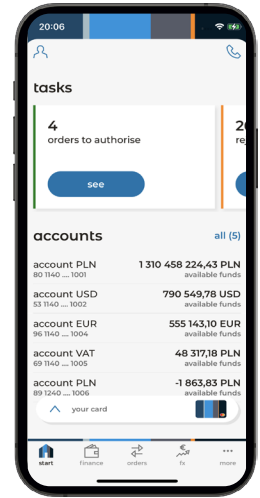 20:06
tasks
4
orders to authorise
see
accounts
all (5)
account PLN
1 310 458 224,43 PLN
80 1140 .... 1001
available funds
account USD
790 549,78 USD
53 1140 .... 1002
available funds
account EUR
555 143,10 EUR
96 1140 .... 1004
available funds
account VAT
48 317,18 PLN
69 1140 .... 1005
available funds
account PLN
-1 863,83 PLN
89 1240 .... 1006
available funds
your card
start
finance
orders
fx
more